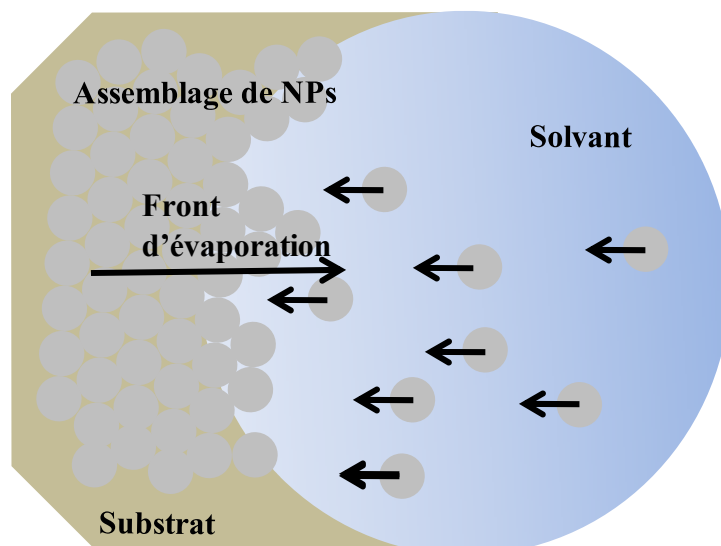 Assemblage de NPs
Solvant
Front
d’évaporation
Substrat